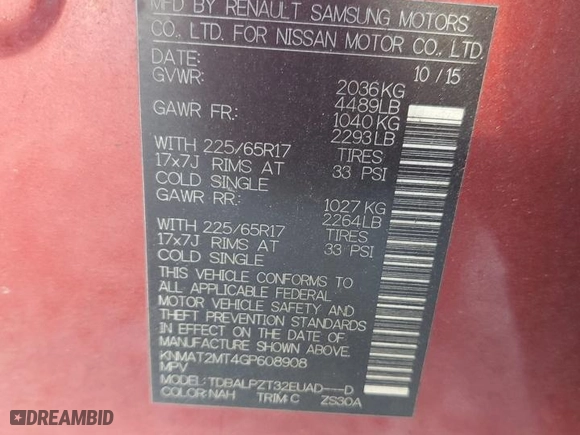 MFD BY RENAULT SAMSUNG MOTORS
CO., LTD. FOR NISSAN MOTOR CO., LTD.
DATE: 10/15
GVWR: 2036KG
4489LB
GAWR FR: 1040KG
2293LB
WITH 225/65R17 TIRES
17x7J RIMS AT 33 PSI
COLD SINGLE
GAWR RR: 1027KG
2264LB
WITH 225/65R17 TIRES
17x7J RIMS AT 33 PSI
COLD SINGLE
THIS VEHICLE CONFORMS TO
ALL APPLICABLE FEDERAL
MOTOR VEHICLE SAFETY AND
THEFT PREVENTION STANDARDS
IN EFFECT ON THE DATE OF
MANUFACTURE SHOWN ABOVE.
KNMAT2MT4GP608908
MPV
MODEL: TDBALPZT32EUAD---D
COLOR: NAH TRIM: C ZS30A
DEALERSHIP.CC